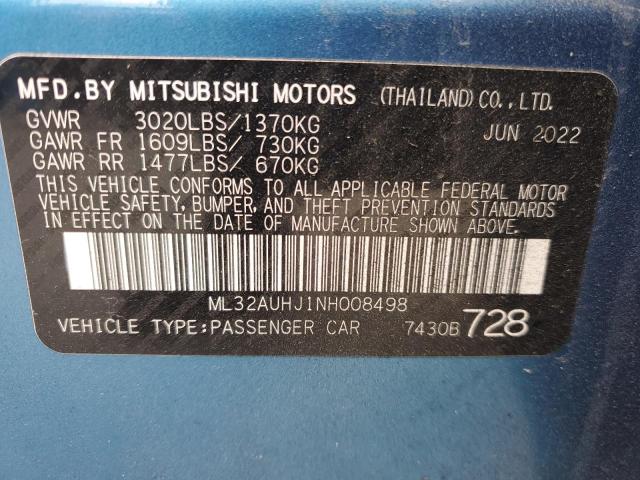 MFD.BY MITSUBISHI MOTORS (THAILAND) CO., LTD.
GVWR 3020LBS/1370KG JUN 2022
GAWR FR 1609LBS/ 730KG
GAWR RR 1477LBS/ 670KG
THIS VEHICLE CONFORMS TO ALL APPLICABLE FEDERAL MOTOR
VEHICLE SAFETY, BUMPER, AND THEFT PREVENTION STANDARDS
IN EFFECT ON THE DATE OF MANUFACTURE SHOWN ABOVE.
ML32AUHJ1NH008498
VEHICLE TYPE:PASSENGER CAR 7430B 728